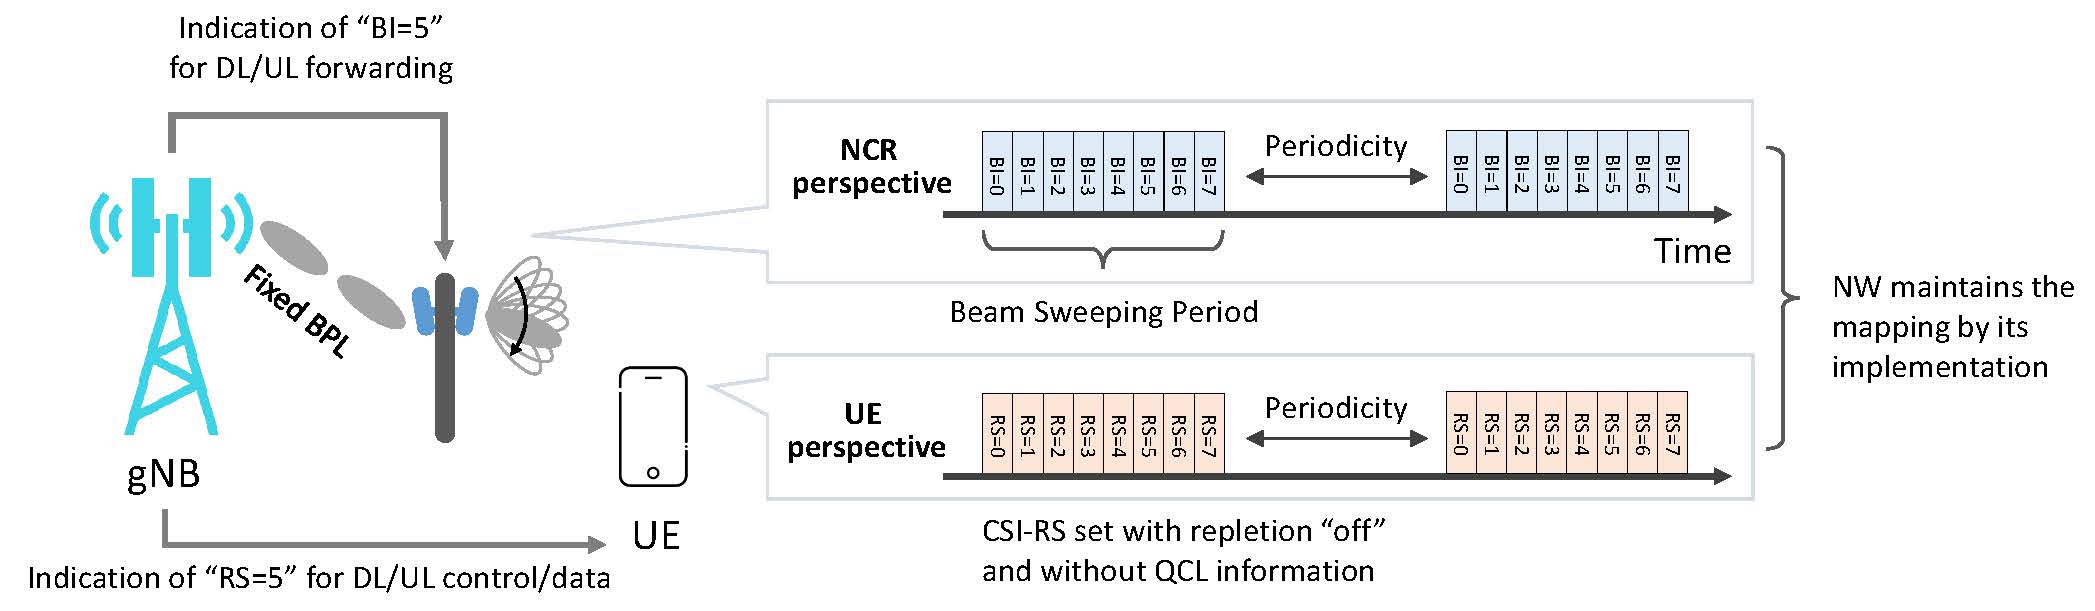 Indication of “BI=5”
for DL/UL forwarding
Fixed BPL
gNB
UE
Indication of “RS=5” for DL/UL control/data
NCR
perspective
BI=0
BI=1
BI=2
BI=3
BI=4
BI=5
BI=6
BI=7
Periodicity
BI=0
BI=1
BI=2
BI=3
BI=4
BI=5
BI=6
BI=7
Time
Beam Sweeping Period
UE
perspective
RS=0
RS=1
RS=2
RS=3
RS=4
RS=5
RS=6
RS=7
Periodicity
RS=0
RS=1
RS=2
RS=3
RS=4
RS=5
RS=6
RS=7
CSI-RS set with repletion “off”
and without QCL information
NW maintains the
mapping by its
implementation